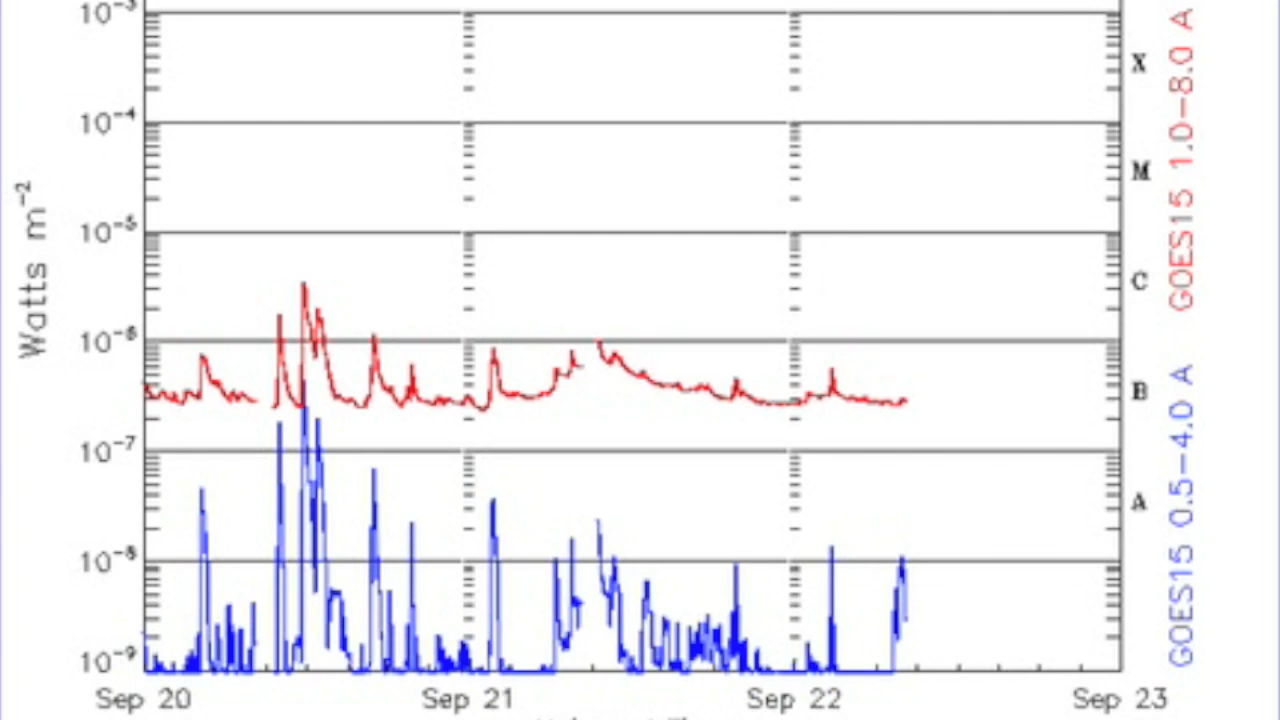 10⁻³
10⁻⁴
10⁻⁵
10⁻⁶
10⁻⁷
10⁻⁸
10⁻⁹
Watts m⁻²
X
M
C
B
A
GOES15 1.0–8.0 A
GOES15 0.5–4.0 A
Sep 20
Sep 21
Sep 22
Sep 23